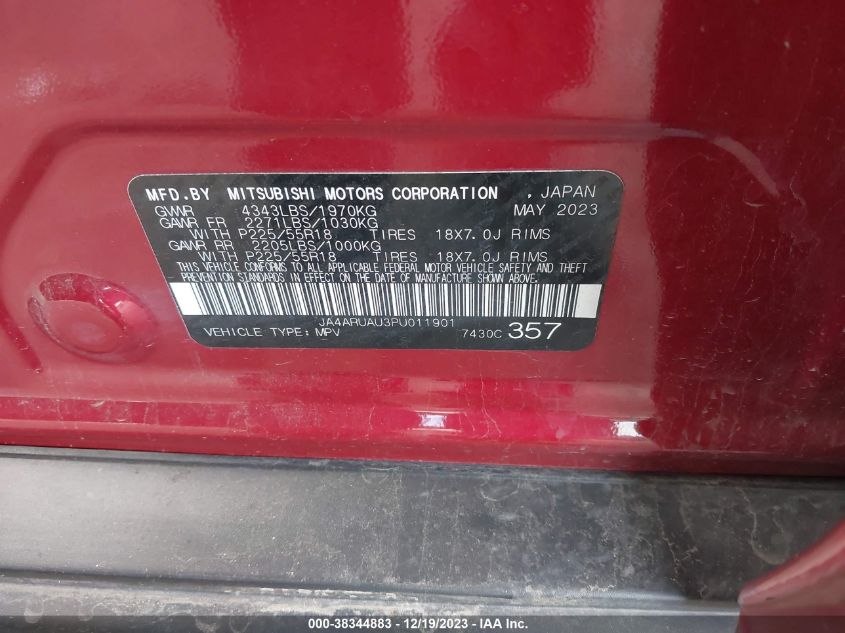 MFD.BY MITSUBISHI MOTORS CORPORATION , JAPAN
GVWR 4343LBS/1970KG MAY 2023
GAWR FR 2271LBS/1030KG
WITH P225/55R18 TIRES 18X7.0J RIMS
GAWR RR 2205LBS/1000KG
WITH P225/55R18 TIRES 18X7.0J RIMS
THIS VEHICLE CONFORMS TO ALL APPLICABLE FEDERAL MOTOR VEHICLE SAFETY AND THEFT
PREVENTION STANDARDS IN EFFECT ON THE DATE OF MANUFACTURE SHOWN ABOVE.
JA4ARUAU3PU011901
VEHICLE TYPE: MPV 7430C 357
000-38344883 - 12/19/2023 - IAA Inc.